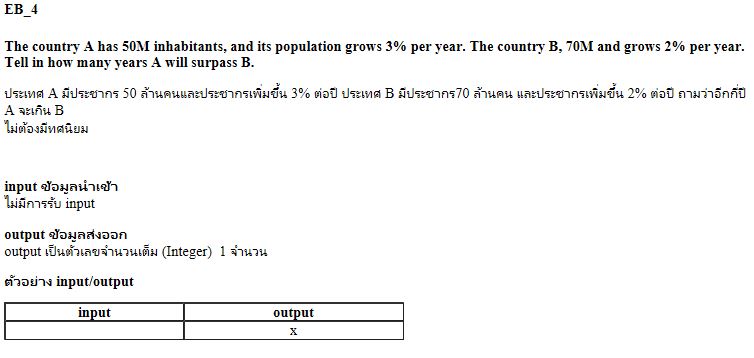 EB_4
The country A has 50M inhabitants, and its population grows 3% per year. The country B, 70M and grows 2% per year.
Tell in how many years A will surpass B.
ประเทศ A มีประชากร 50 ล้านคนและประชากรเพิ่มขึ้น 3% ต่อปี ประเทศ B มีประชากร70 ล้านคน และประชากรเพิ่มขึ้น 2% ต่อปี ถามว่าอีกกี่ปี
A จะเกิน B
ไม่ต้องมีทศนิยม
input ข้อมูลนำเข้า
ไม่มีการรับ input
output ข้อมูลส่งออก
output เป็นตัวเลขจำนวนเต็ม (Integer) 1 จำนวน
ตัวอย่าง input/output
input output
x